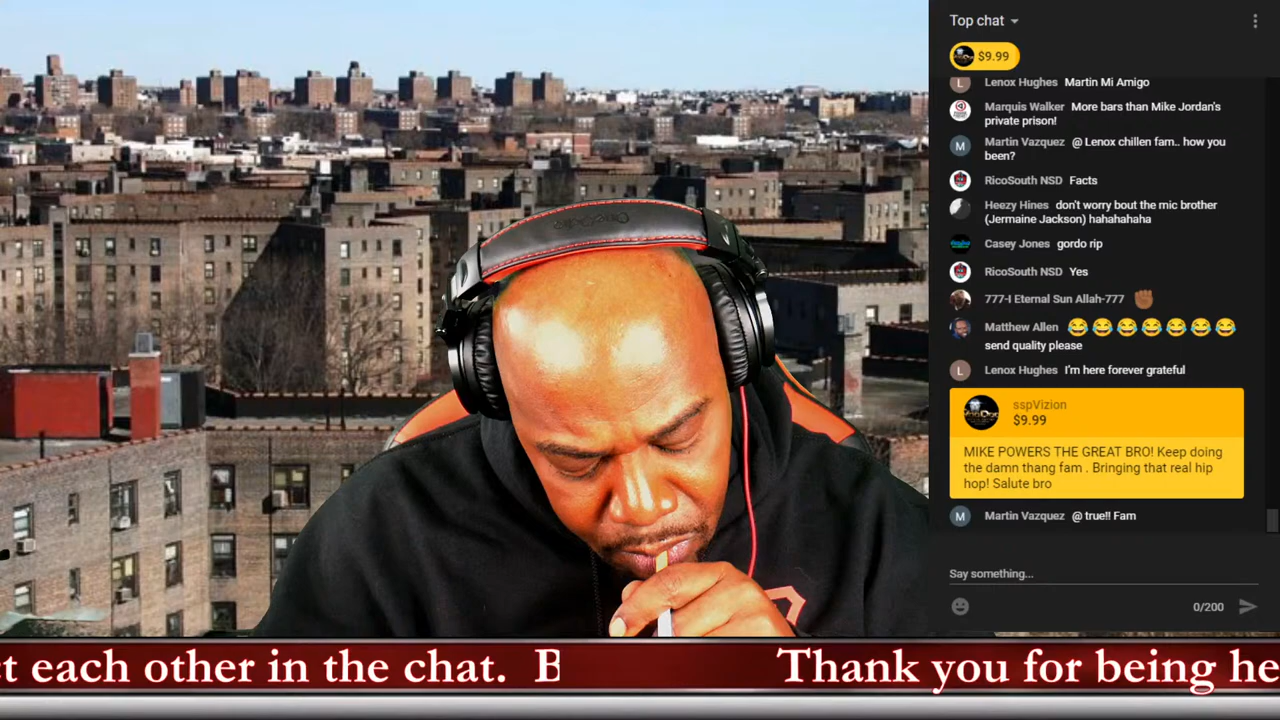 Top chat
$9.99
Lenox Hughes Martin Mi Amigo
Marquis Walker More bars than Mike Jordan's
private prison!
Martin Vazquez @ Lenox chillen fam.. how you
been?
RicoSouth NSD Facts
Heezy Hines don't worry bout the mic brother
(Jermaine Jackson) hahahahaha
Casey Jones gordo rip
RicoSouth NSD Yes
777-I Eternal Sun Allah-777 ✊🏾
Matthew Allen 😂😂😂😂😂😂😂
send quality please
Lenox Hughes I'm here forever grateful
sspVizion
$9.99
MIKE POWERS THE GREAT BRO! Keep doing
the damn thang fam . Bringing that real hip
hop! Salute bro
Martin Vazquez @ true!! Fam
Say something...
0/200
ct each other in the chat. B Thank you for being he